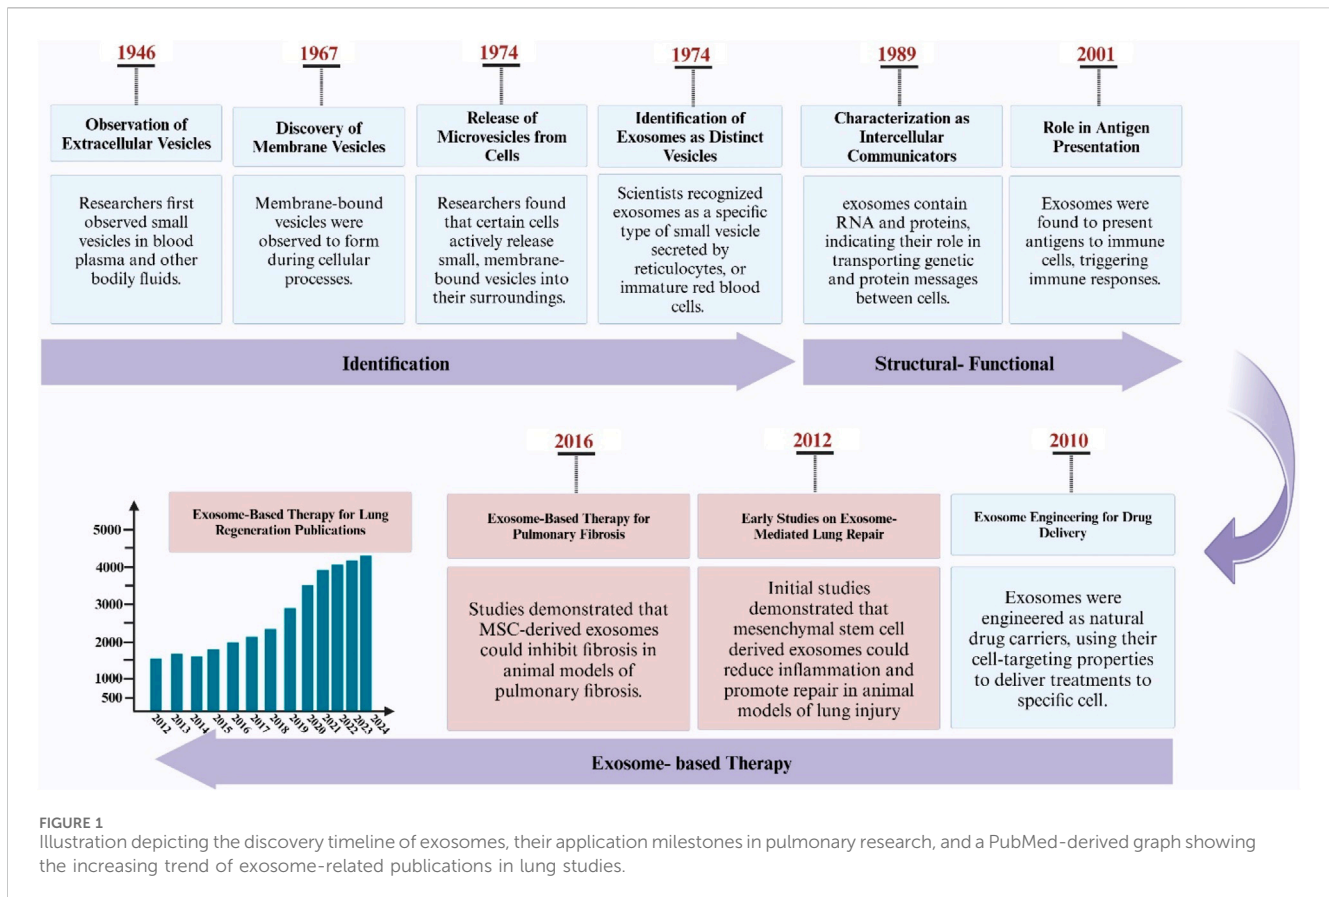 1946
Observation of
Extracellular Vesicles
Researchers first
observed small
vesicles in blood
plasma and other
bodily fluids.
1967
Discovery of
Membrane Vesicles
Membrane-bound
vesicles were
observed to form
during cellular
processes.
1974
Release of
Microvesicles from
Cells
Researchers found
that certain cells
actively release
small, membrane-
bound vesicles into
their surroundings.
1974
Identification of
Exosomes as Distinct
Vesicles
Scientists recognized
exosomes as a specific
type of small vesicle
secreted by
reticulocytes, or
immature red blood
cells.
1989
Characterization as
Intercellular
Communicators
exosomes contain
RNA and proteins,
indicating their role in
transporting genetic
and protein messages
between cells.
2001
Role in Antigen
Presentation
Exosomes were
found to present
antigens to immune
cells, triggering
immune responses.
Identification
Structural- Functional
2010
Exosome Engineering for Drug
Delivery
Exosomes were
engineered as natural
drug carriers, using their
cell-targeting properties
to deliver treatments to
specific cell.
2012
Early Studies on Exosome-
Mediated Lung Repair
Initial studies
demonstrated that
mesenchymal stem cell
derived exosomes could
reduce inflammation and
promote repair in animal
models of lung injury
2016
Exosome-Based Therapy for
Pulmonary Fibrosis
Studies demonstrated that
MSC-derived exosomes
could inhibit fibrosis in
animal models of
pulmonary fibrosis.
Exosome-Based Therapy for Lung
Regeneration Publications
5000
4000
3000
2000
1000
500
2012
2013
2014
2015
2016
2017
2018
2019
2020
2021
2022
2023
2024
Exosome- based Therapy
FIGURE 1
Illustration depicting the discovery timeline of exosomes, their application milestones in pulmonary research, and a PubMed-derived graph showing
the increasing trend of exosome-related publications in lung studies.